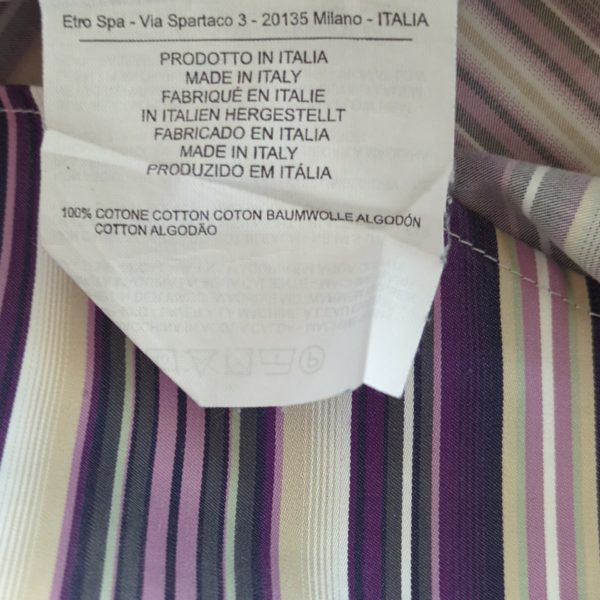 Etro Spa - Via Spartaco 3 - 20135 Milano - ITALIA
PRODOTTO IN ITALIA
MADE IN ITALY
FABRIQUÉ EN ITALIE
IN ITALIEN HERGESTELLT
FABRICADO EN ITALIA
MADE IN ITALY
PRODUZIDO EM ITÁLIA
100% COTONE COTTON COTON BAUMWOLLE ALGODÓN
COTTON ALGODÃO